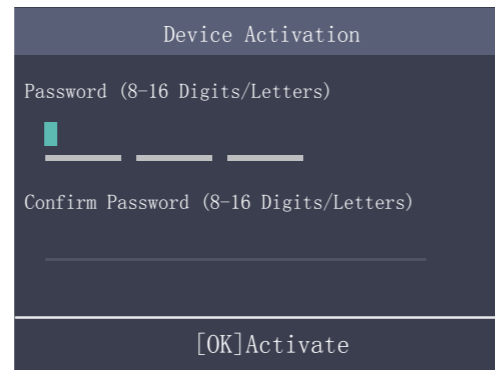 Device Activation
Password (8-16 Digits/Letters)
Confirm Password (8-16 Digits/Letters)
[OK]Activate